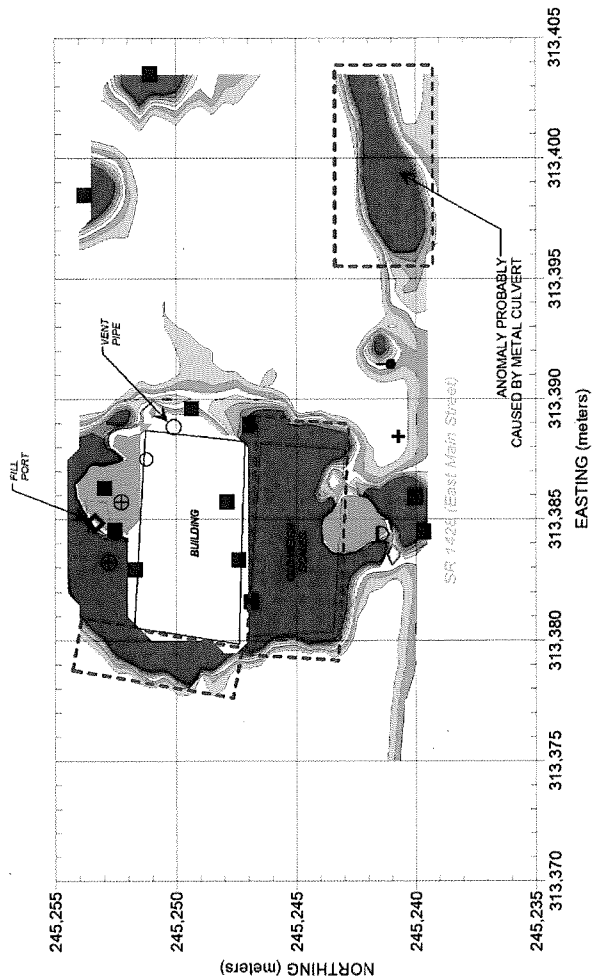 245,255
245,250
245,245
245,240
245,235
NORTHING (meters)
313,370
313,375
313,380
313,385
313,390
313,395
313,400
313,405
EASTING (meters)
FILL
PORT
VENT
PIPE
BUILDING
SR 1428 (East Main Street)
ANOMALY PROBABLY
CAUSED BY METAL CULVERT